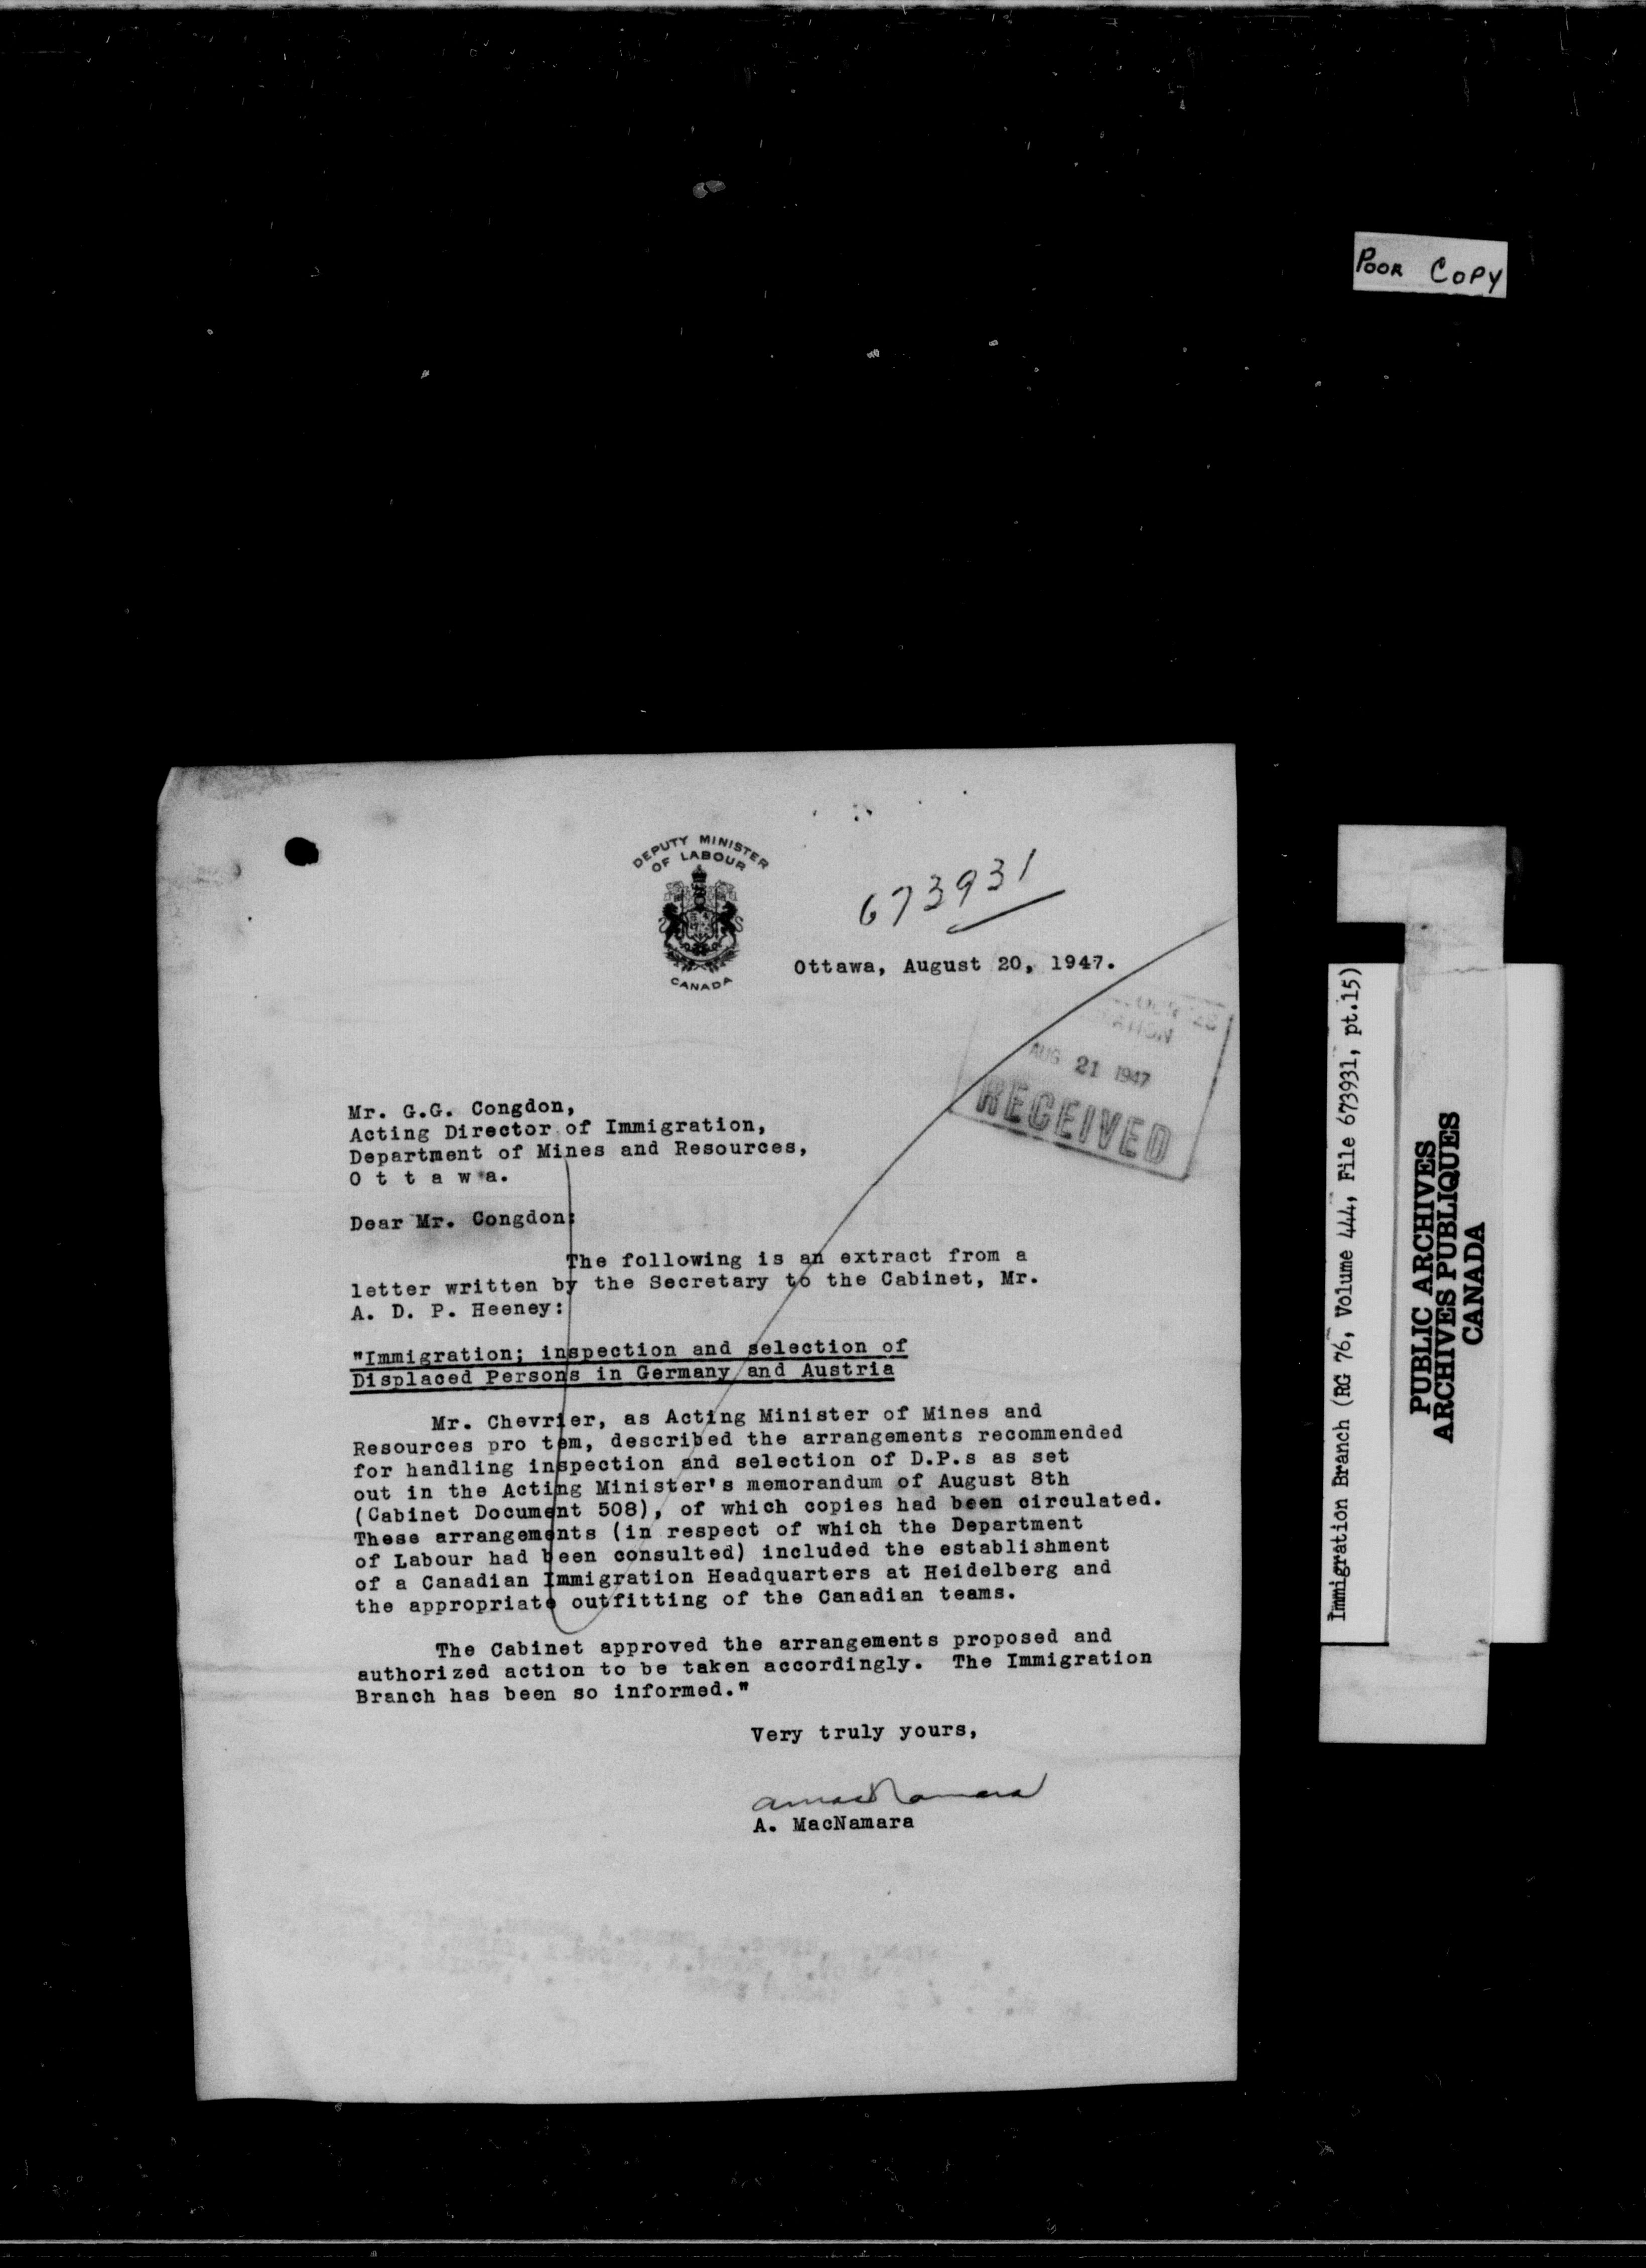 Poor Copy
DEPUTY MINISTER
OF LABOUR
CANADA
673931
Ottawa, August 20, 1947.
AUG 21 1947
RECEIVED
Mr. G.G. Congdon,
Acting Director of Immigration,
Department of Mines and Resources,
O t t a w a.
Dear Mr. Congdon:
The following is an extract from a
letter written by the Secretary to the Cabinet, Mr.
A. D. P. Heeney:
"Immigration; inspection and selection of
Displaced Persons in Germany and Austria
Mr. Chevrier, as Acting Minister of Mines and
Resources pro tem, described the arrangements recommended
for handling inspection and selection of D.P.s as set
out in the Acting Minister's memorandum of August 8th
(Cabinet Document 508), of which copies had been circulated.
These arrangements (in respect of which the Department
of Labour had been consulted) included the establishment
of a Canadian Immigration Headquarters at Heidelberg and
the appropriate outfitting of the Canadian teams.
The Cabinet approved the arrangements proposed and
authorized action to be taken accordingly. The Immigration
Branch has been so informed."
Very truly yours,
A MacNamara
A. MacNamara
Immigration Branch (RG 76, Volume 444, File 673931, pt.15)
PUBLIC ARCHIVES
ARCHIVES PUBLIQUES
CANADA